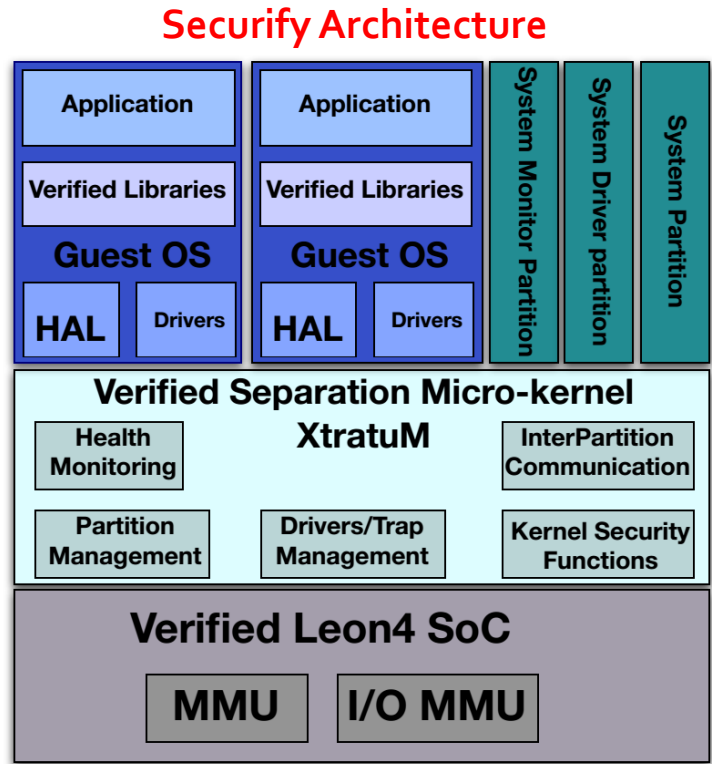 Securify Architecture
Application
Verified Libraries
Guest OS
HAL
Drivers
Application
Verified Libraries
Guest OS
HAL
Drivers
System Monitor Partition
System Driver partition
System Partition
Verified Separation Micro-kernel
XtratuM
Health
Monitoring
InterPartition
Communication
Partition
Management
Drivers/Trap
Management
Kernel Security
Functions
Verified Leon4 SoC
MMU
I/O MMU